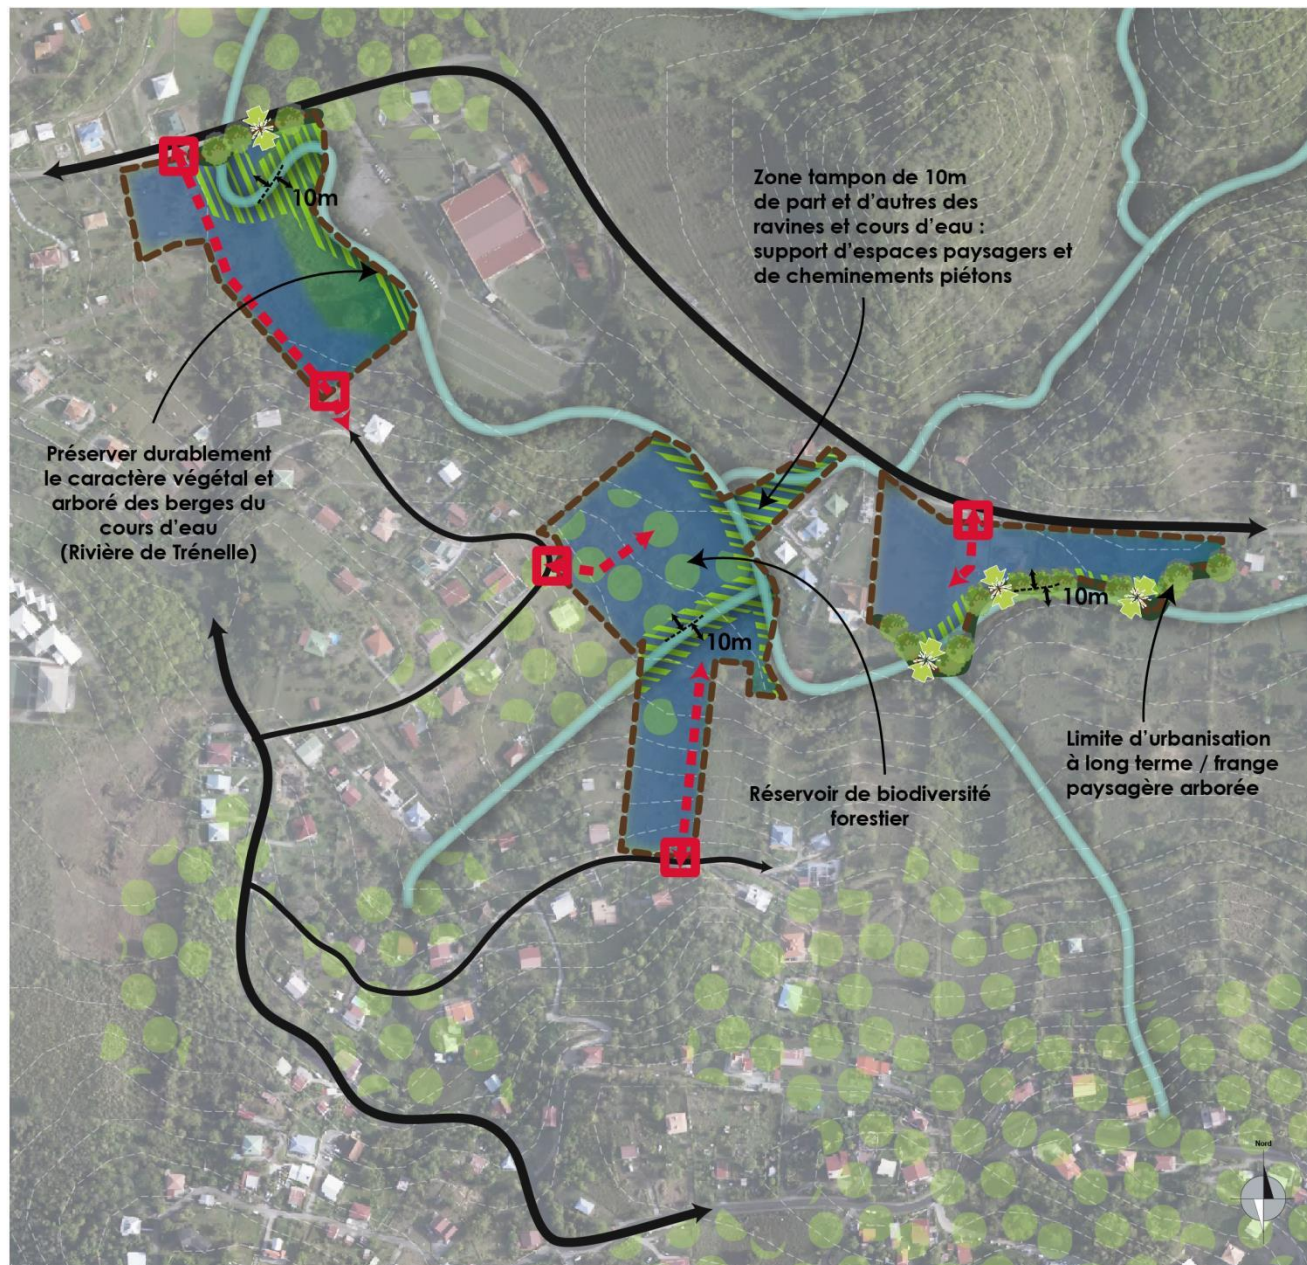 10m
Zone tampon de 10m
de part et d'autres des
ravines et cours d'eau :
support d'espaces paysagers et
de cheminements piétons
Préserver durablement
le caractère végétal et
arboré des berges du
cours d'eau
(Rivière de Trénelle)
10m
10m
Limite d'urbanisation
à long terme / frange
paysagère arborée
Réservoir de biodiversité
forestier
Nord